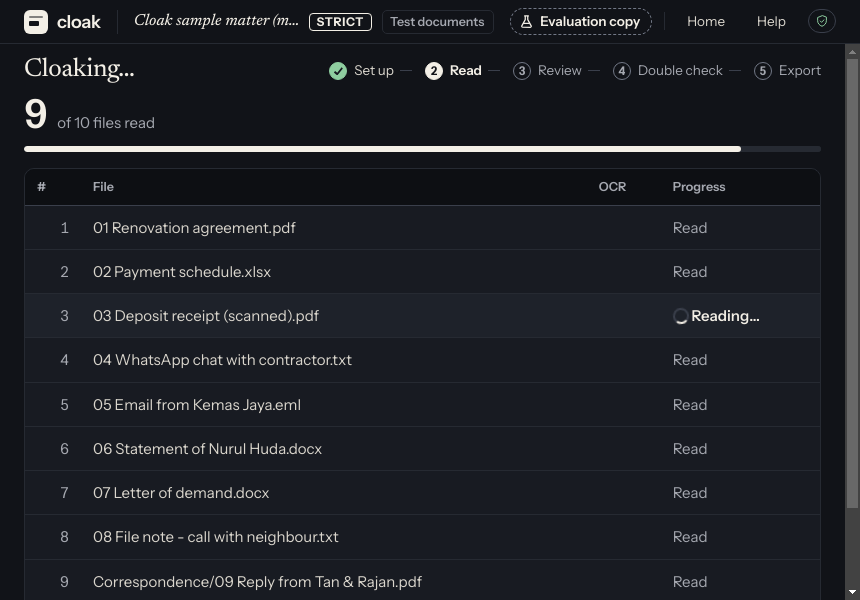 cloak
Cloak sample matter (m...
STRICT
Test documents
Evaluation copy
Home
Help
Cloaking...
Set up
2 Read
3 Review
4 Double check
5 Export
9 of 10 files read
# File OCR Progress
1 01 Renovation agreement.pdf Read
2 02 Payment schedule.xlsx Read
3 03 Deposit receipt (scanned).pdf Reading...
4 04 WhatsApp chat with contractor.txt Read
5 05 Email from Kemas Jaya.eml Read
6 06 Statement of Nurul Huda.docx Read
7 07 Letter of demand.docx Read
8 08 File note - call with neighbour.txt Read
9 Correspondence/09 Reply from Tan & Rajan.pdf Read